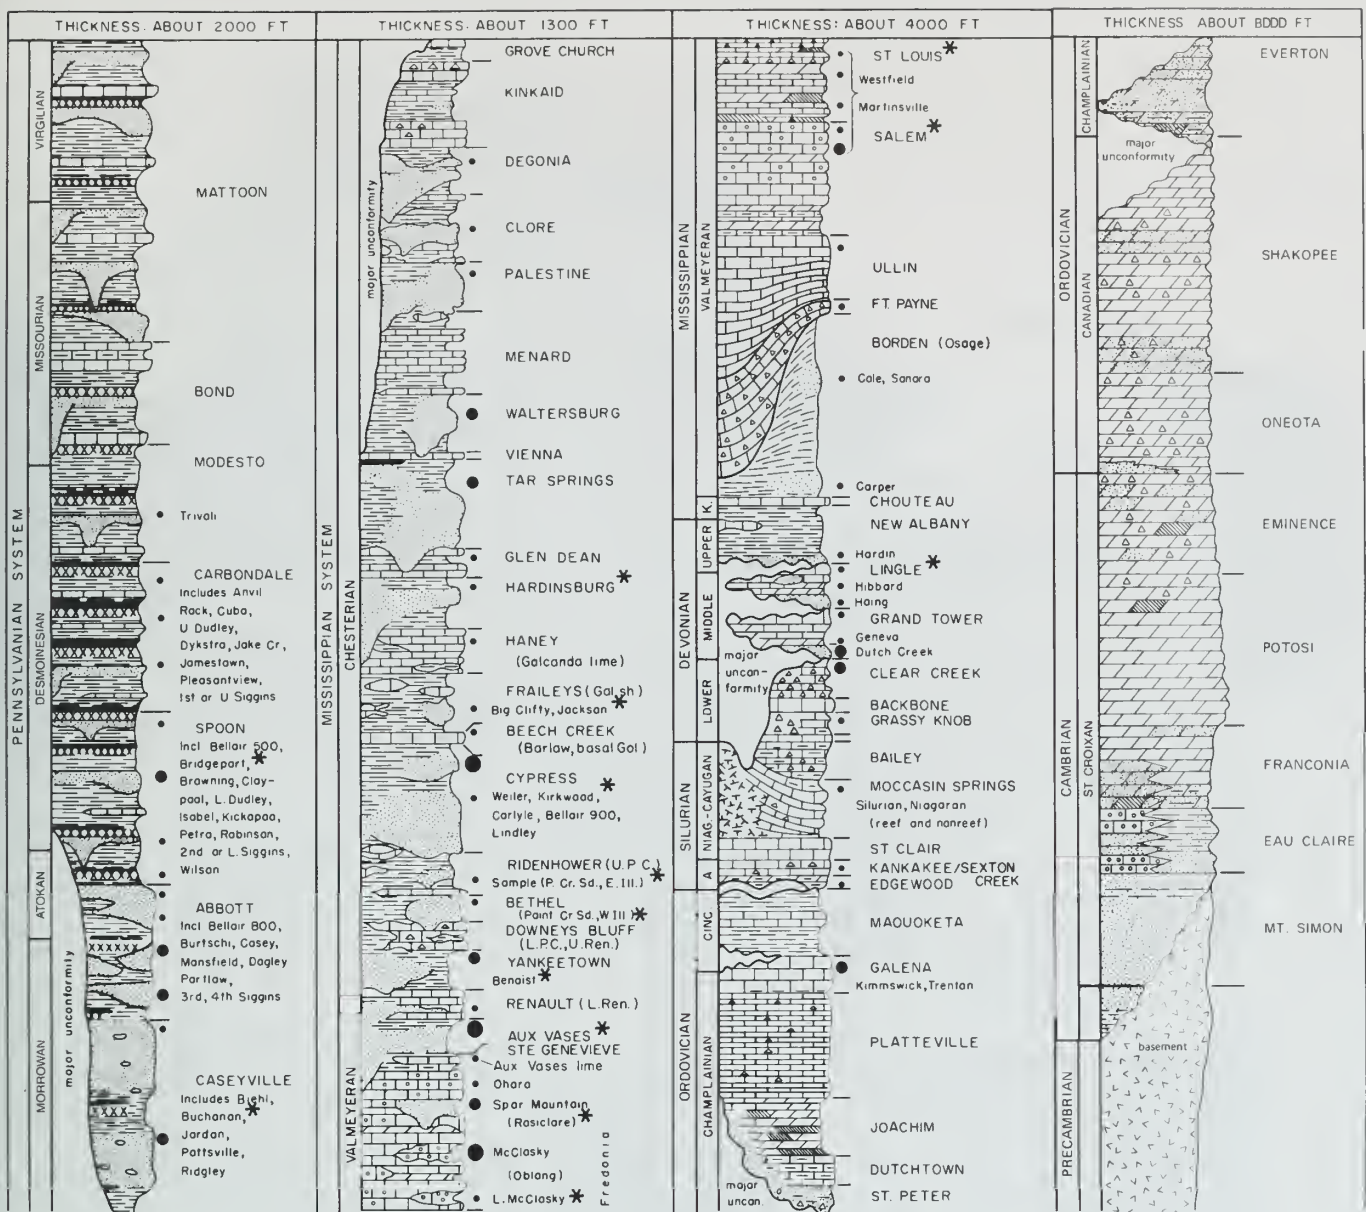 THICKNESS. ABOUT 2000 FT
PENNSYLVANIAN SYSTEM
VIRGILIAN
MISSOURIAN
DESMOINESIAN
ATOKAN
MORROWAN
MATTOON
BOND
MODESTO
Trivoli
CARBONDALE
Includes Anvil
Rock, Cuba,
U Dudley,
Dykstra, Jake Cr,
Jamestown,
Pleasantview,
1st or U Siggins
SPOON
Incl Bellair 500,
Bridgeport, *
Browning, Clay-
pool, L. Dudley,
Isabel, Kickapoo,
Petro, Robinson,
2nd or L. Siggins,
Wilson
ABBOTT
Incl Bellair 800,
Burtschi, Casey,
Mansfield, Dagley
Partlow,
3rd, 4th Siggins
major unconformity
CASEYVILLE
Includes Biehl,
Buchanan, *
Jordan,
Pottsville,
Ridgley
THICKNESS. ABOUT 1300 FT
MISSISSIPPIAN SYSTEM
CHESTERIAN
VALMEYERAN
major unconformity
GROVE CHURCH
KINKAID
DEGONIA
CLORE
PALESTINE
MENARD
WALTERSBURG
VIENNA
TAR SPRINGS
GLEN DEAN
HARDINSBURG *
HANEY
(Golconda lime)
FRAILEYS (Gol. sh)
Big Clifty, Jackson *
BEECH CREEK
(Barlow, basal Gol)
CYPRESS *
Weiler, Kirkwood,
Carlyle, Bellair 900,
Lindley
RIDENHOWER (U.P.C.)
Sample (P. Cr. Sd., E. Ill.) *
BETHEL
(Paint Cr Sd., W Ill) *
DOWNEYS BLUFF
(L.P.C., U. Ren.)
YANKEETOWN
Benoist *
RENAULT (L. Ren.)
AUX VASES *
STE GENEVIEVE
Aux Vases lime
Ohara
Spar Mountain
(Rosiclare) *
McClosky
(Oblong)
L. McClosky *
Fredonia
THICKNESS: ABOUT 4000 FT
MISSISSIPPIAN
VALMEYERAN
K.
DEVONIAN
UPPER
MIDDLE
LOWER
SILURIAN
NIAG.-CAYUGAN
A
ORDOVICIAN
CINC
CHAMPLAINIAN
ST LOUIS *
Westfield
Martinsville
SALEM *
ULLIN
FT. PAYNE
BORDEN (Osage)
Cole, Sonora
Carper
CHOUTEAU
NEW ALBANY
Hardin
LINGLE *
Hibbard
Hoing
GRAND TOWER
Geneva
Dutch Creek
major
uncon-
formity
CLEAR CREEK
BACKBONE
GRASSY KNOB
BAILEY
MOCCASIN SPRINGS
Silurian, Niagaran
(reef and nonreef)
ST CLAIR
KANKAKEE/SEXTON
EDGEWOOD CREEK
MAQUOKETA
GALENA
Kimmswick, Trenton
PLATTEVILLE
JOACHIM
DUTCHTOWN
ST. PETER
major
uncon.
THICKNESS ABOUT 8000 FT
ORDOVICIAN
CHAMPLAINIAN
CANADIAN
CAMBRIAN
ST CROIXAN
PRECAMBRIAN
EVERTON
major
unconformity
SHAKOPEE
ONEOTA
EMINENCE
POTOSI
FRANCONIA
EAU CLAIRE
MT. SIMON
basement